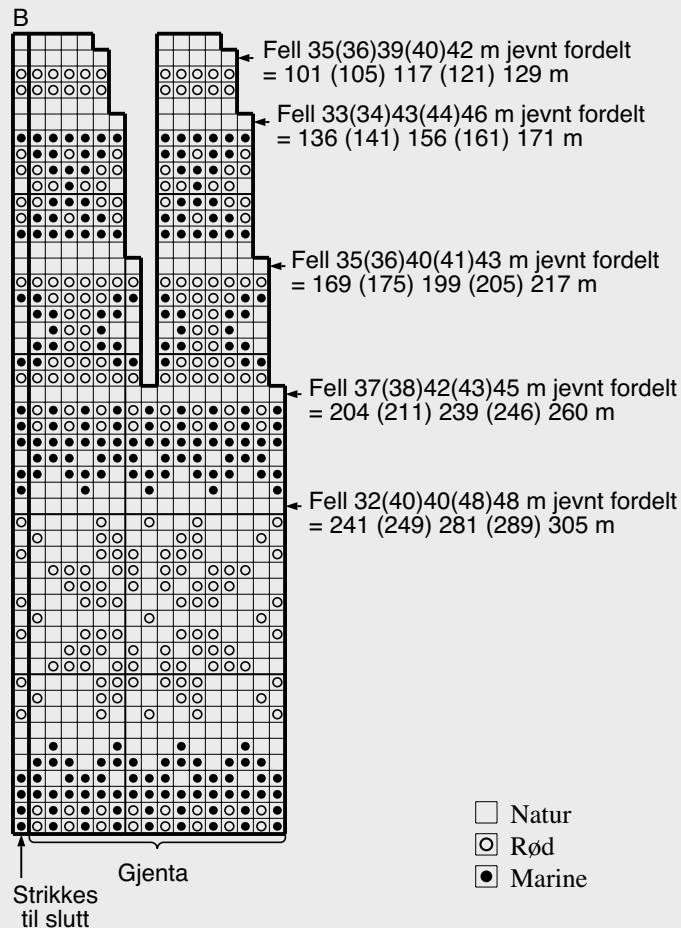 B
Fell 35(36)39(40)42 m jevnt fordelt
= 101 (105) 117 (121) 129 m
Fell 33(34)43(44)46 m jevnt fordelt
= 136 (141) 156 (161) 171 m
Fell 35(36)40(41)43 m jevnt fordelt
= 169 (175) 199 (205) 217 m
Fell 37(38)42(43)45 m jevnt fordelt
= 204 (211) 239 (246) 260 m
Fell 32(40)40(48)48 m jevnt fordelt
= 241 (249) 281 (289) 305 m
Natur
Rød
Marine
Gjenta
Strikkes
til slutt